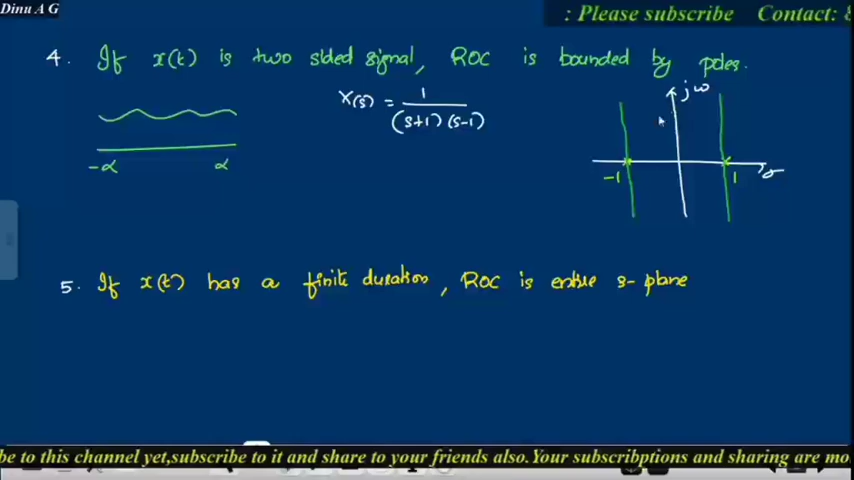 Dinu A G
: Please subscribe Contact: 8
4. If x(t) is two sided signal, ROC is bounded by poles.
X(s) = 1 / (s+1)(s-1)
jω
-∝ ∝
-1 1 σ
5. If x(t) has a finite duration, ROC is entire s-plane
be to this channel yet,subscribe to it and share to your friends also.Your subscribptions and sharing are mo